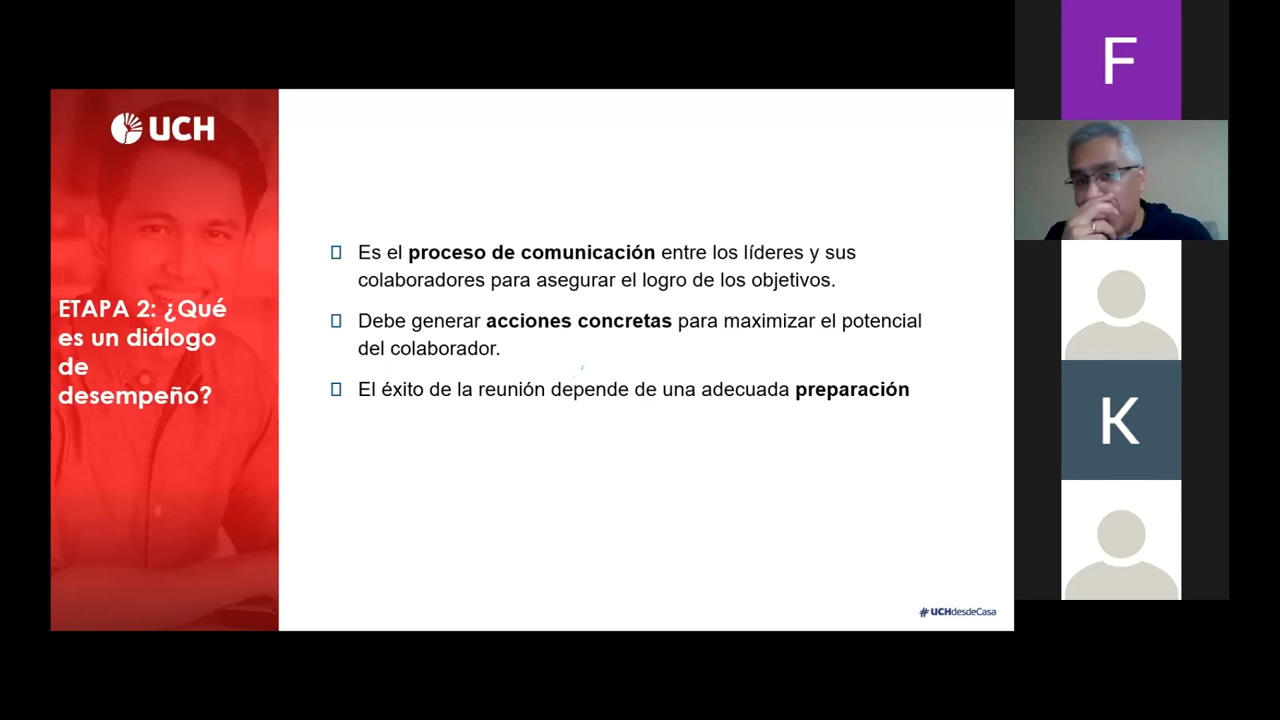 UCH
ETAPA 2: ¿Qué
es un diálogo
de
desempeño?
Es el proceso de comunicación entre los líderes y sus
colaboradores para asegurar el logro de los objetivos.
Debe generar acciones concretas para maximizar el potencial
del colaborador.
El éxito de la reunión depende de una adecuada preparación
#UCHdesdeCasa
F
K